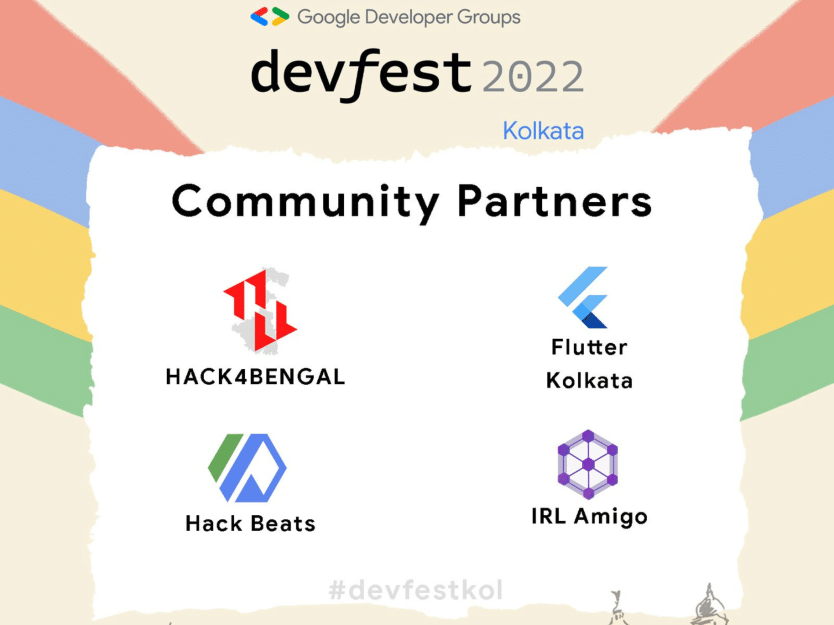 Google Developer Groups
devfest 2022
Kolkata
Community Partners
HACK4BENGAL
Flutter
Kolkata
Hack Beats
IRL Amigo
#devfestkol